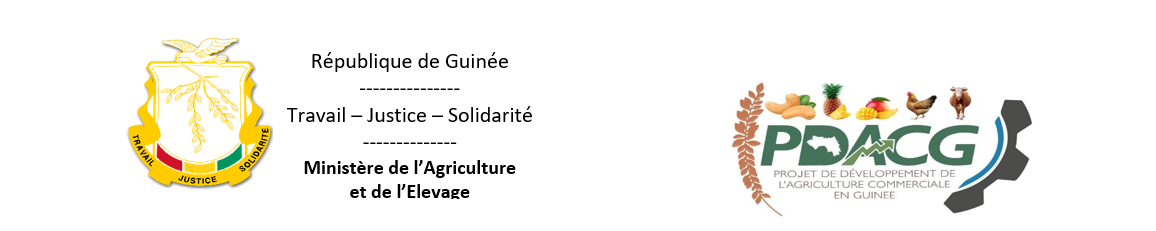 République de Guinée
---------------
Travail – Justice – Solidarité
--------------
Ministère de l’Agriculture
et de l’Elevage
TRAVAIL
JUSTICE
SOLIDARITE
PDACG
PROJET DE DÉVELOPPEMENT DE
L'AGRICULTURE COMMERCIALE
EN GUINEE